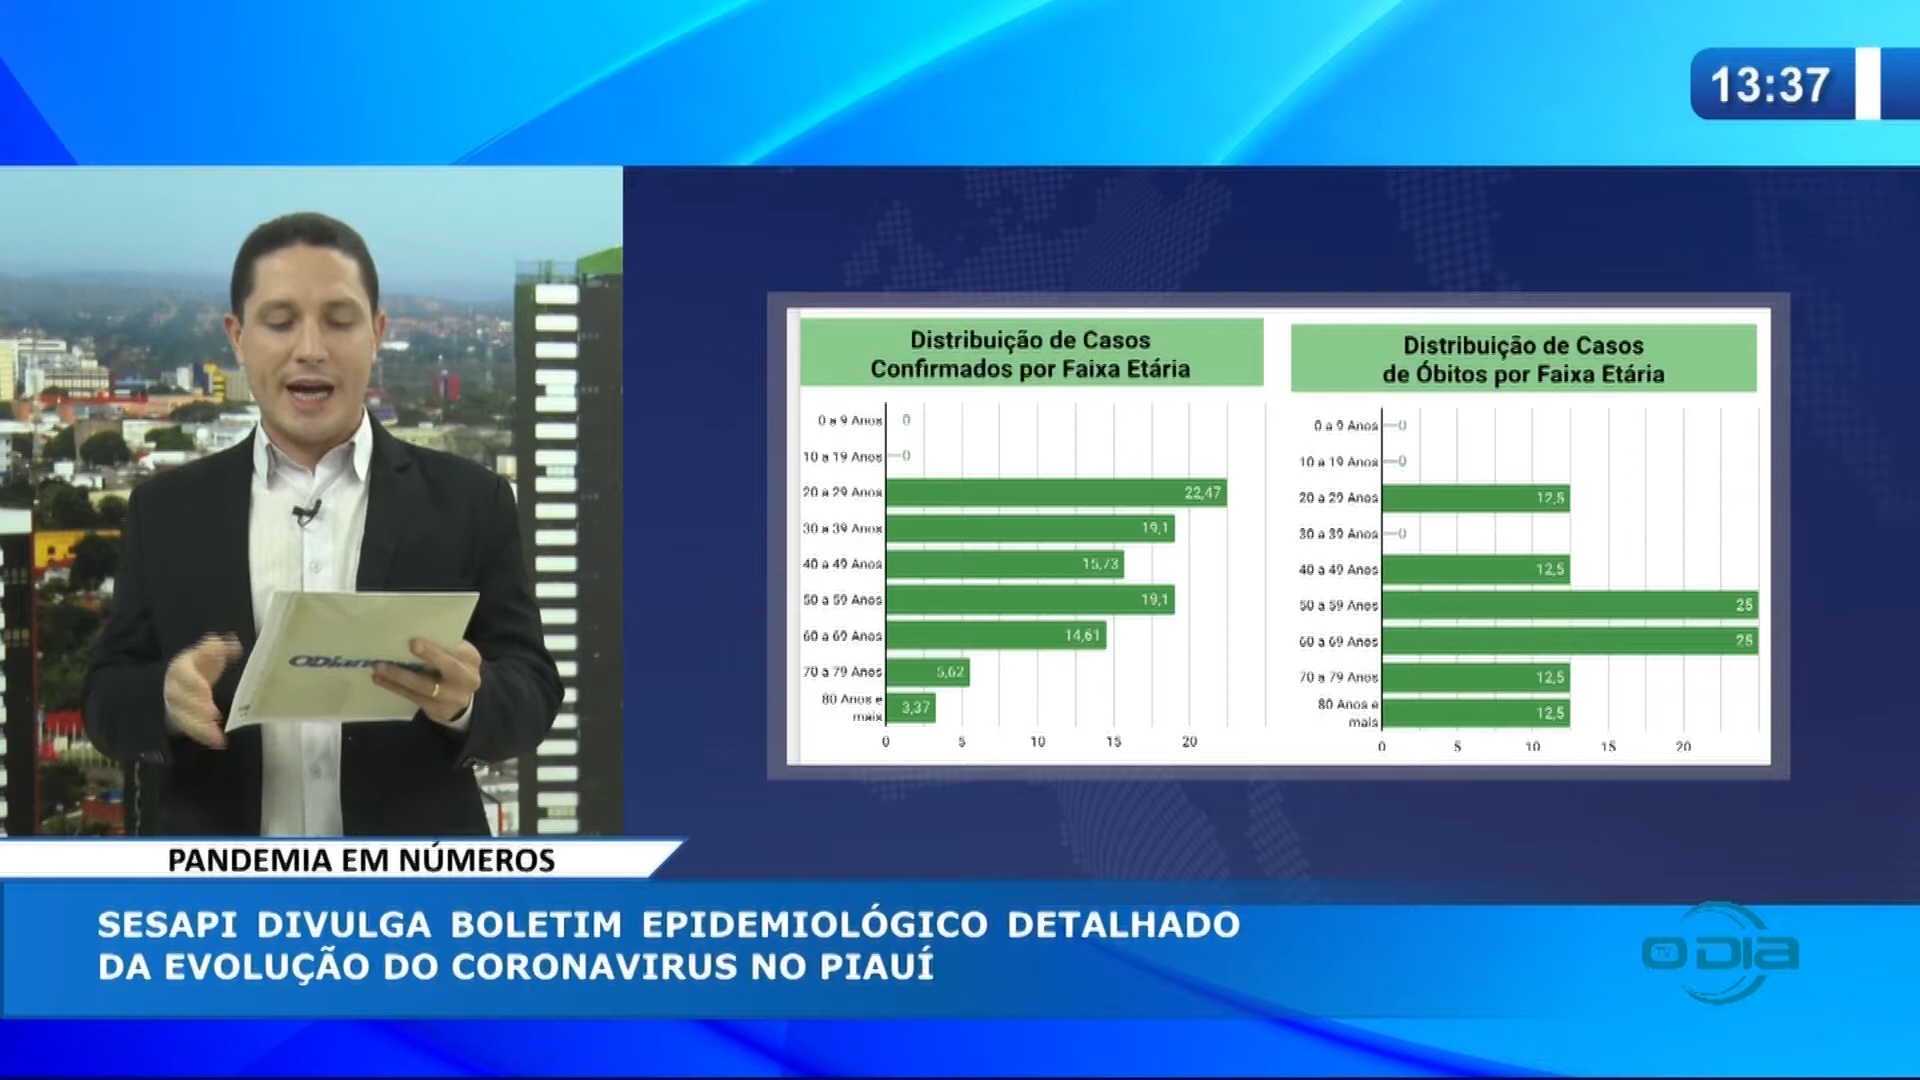 13:37
Distribuição de Casos
Confirmados por Faixa Etária
0 a 9 Anos 0
10 a 19 Anos 0
20 a 29 Anos 22,47
30 a 39 Anos 19,1
40 a 49 Anos 15,73
50 a 59 Anos 19,1
60 a 69 Anos 14,61
70 a 79 Anos 5,62
80 Anos e
mais 3,37
0 5 10 15 20
Distribuição de Casos
de Óbitos por Faixa Etária
0 a 9 Anos 0
10 a 19 Anos 0
20 a 29 Anos 12,5
30 a 39 Anos 0
40 a 49 Anos 12,5
50 a 59 Anos 25
60 a 69 Anos 25
70 a 79 Anos 12,5
80 Anos e
mais 12,5
0 5 10 15 20
PANDEMIA EM NÚMEROS
SESAPI DIVULGA BOLETIM EPIDEMIOLÓGICO DETALHADO
DA EVOLUÇÃO DO CORONAVIRUS NO PIAUÍ
TV O DIA